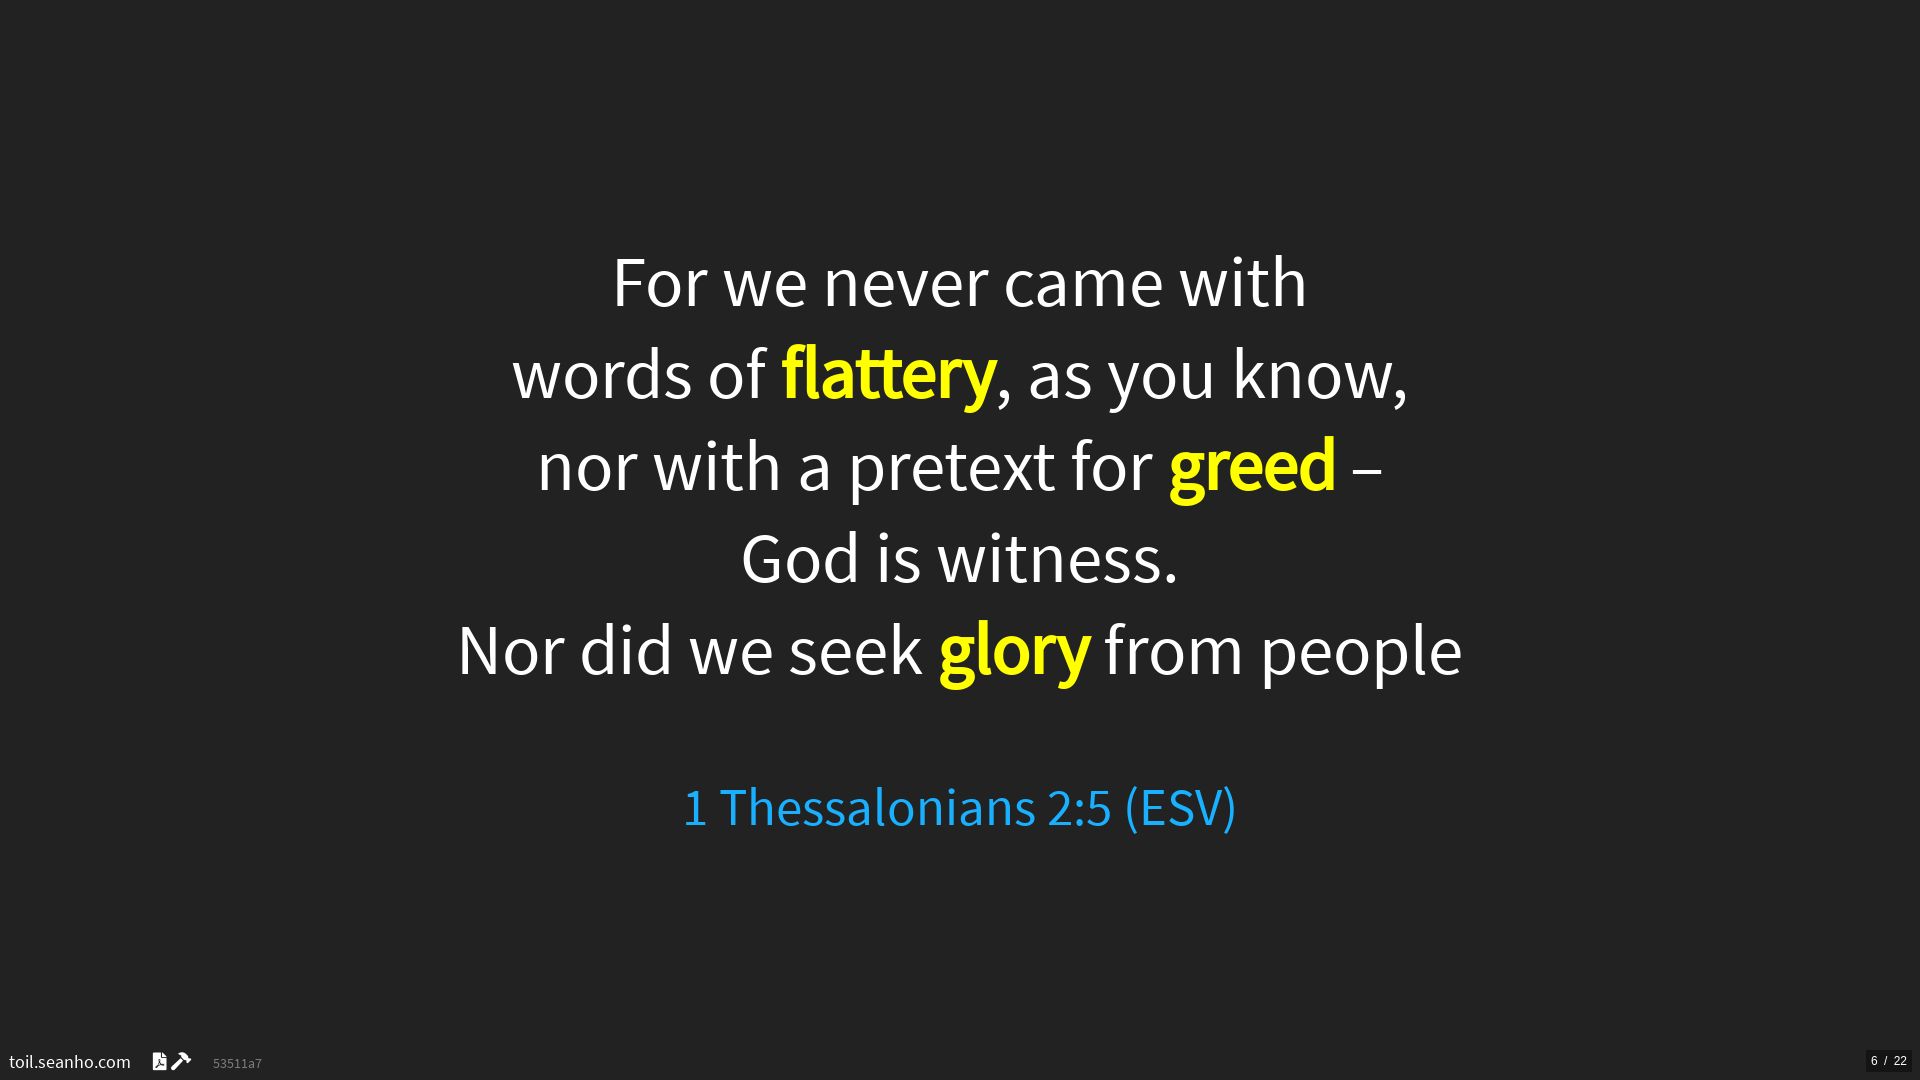 For we never came with
words of flattery, as you know,
nor with a pretext for greed –
God is witness.
Nor did we seek glory from people
1 Thessalonians 2:5 (ESV)
toil.seanho.com 53511a7
6 / 22